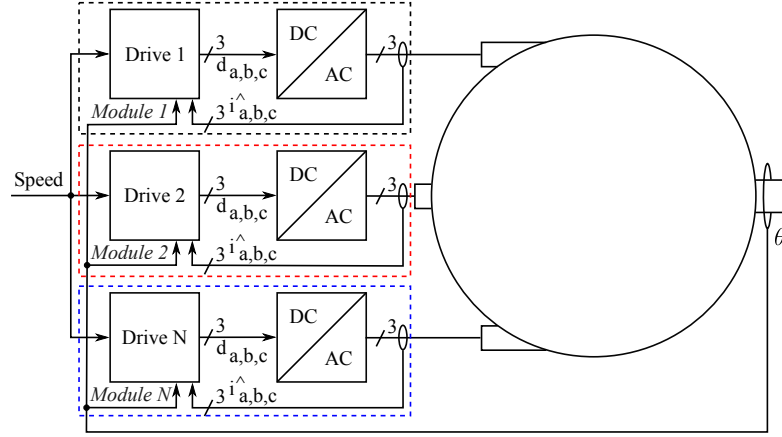 Speed
Drive 1
3
d a,b,c
DC
AC
3
Module 1
3 i^ a,b,c
Drive 2
3
d a,b,c
DC
AC
3
Module 2
3 i^ a,b,c
θ
Drive N
3
d a,b,c
DC
AC
3
Module N
3 i^ a,b,c